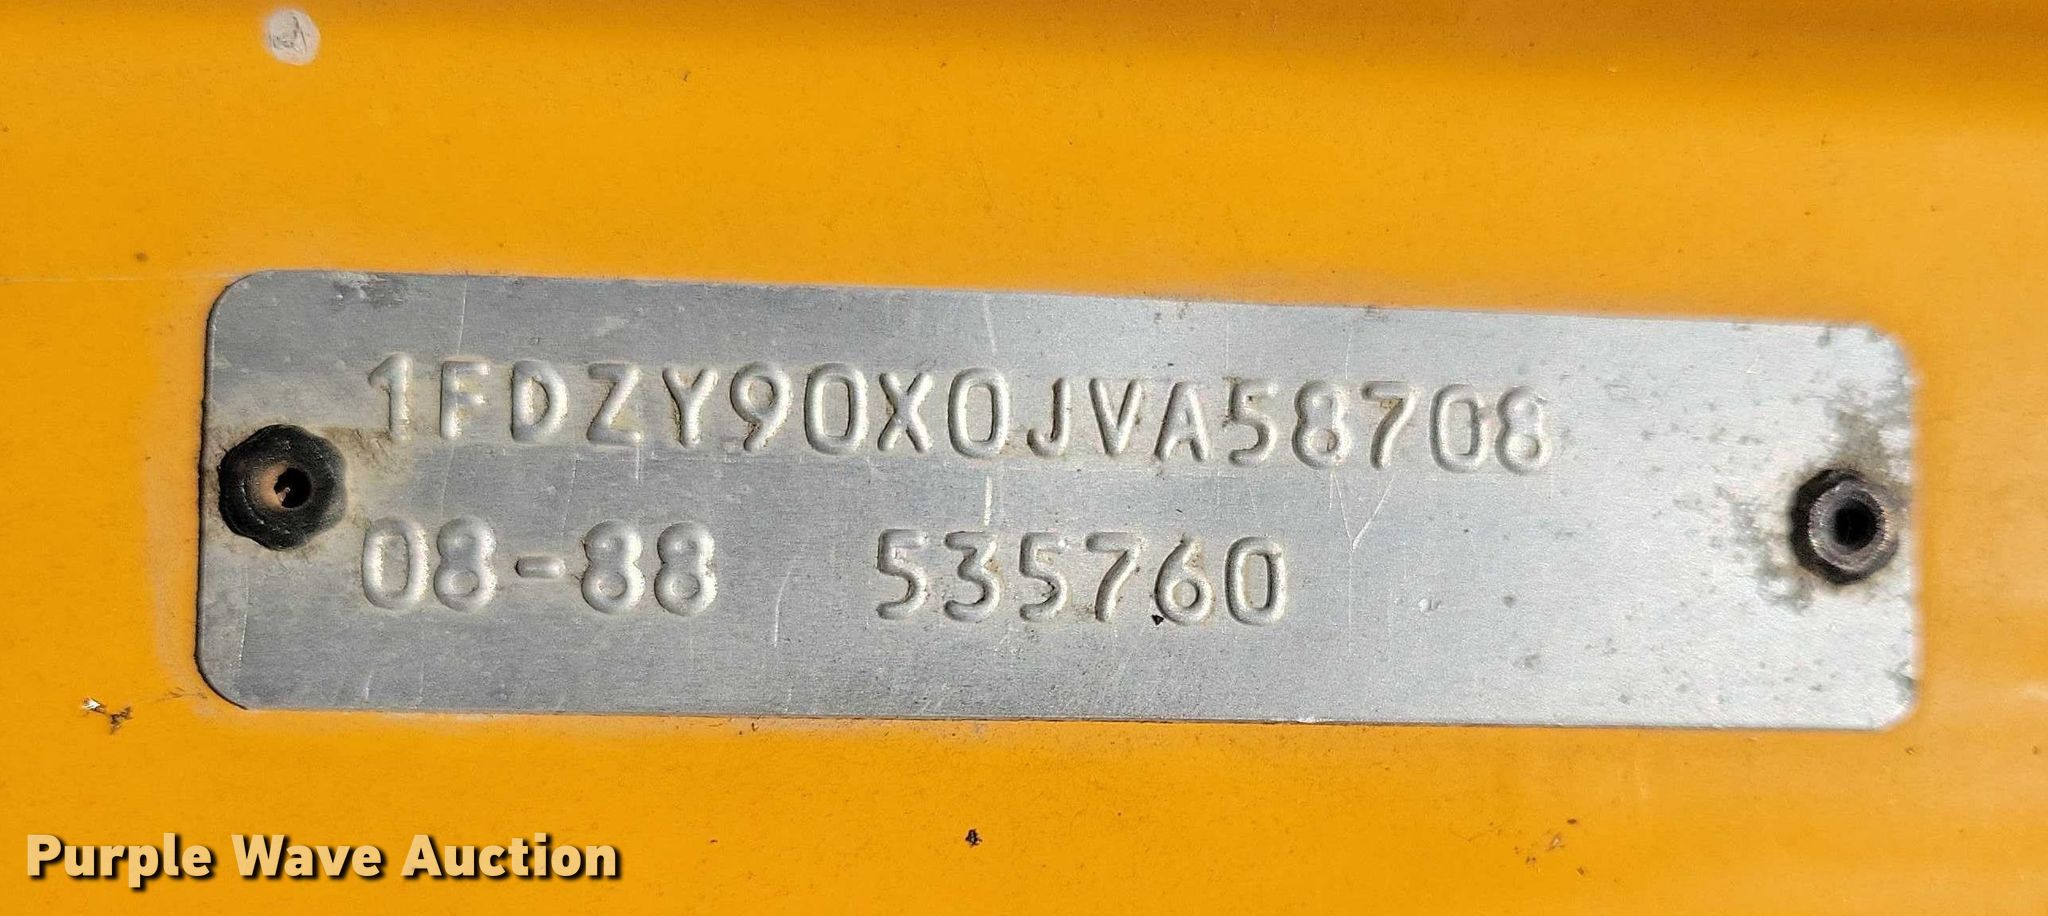 1FDZY90X0JVA58708
08-88 535760
Purple Wave Auction